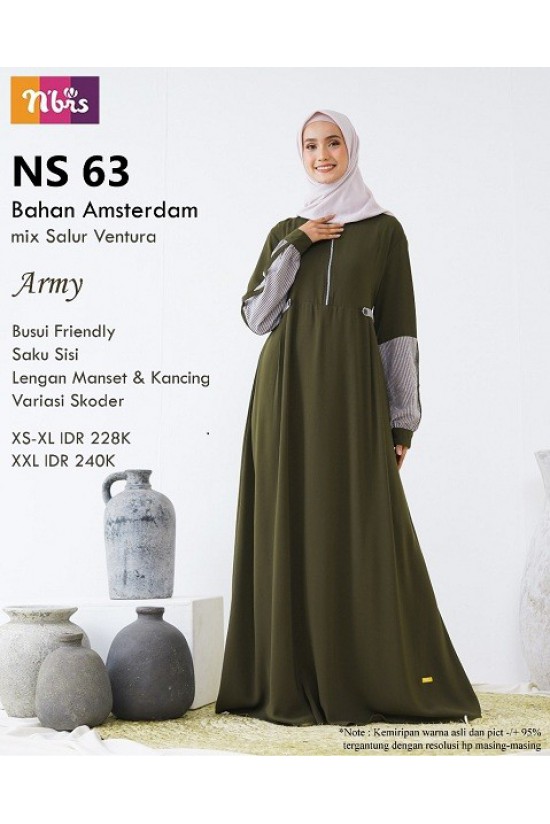 n'brs
NS 63
Bahan Amsterdam
mix Salur Ventura
Army
Busui Friendly
Saku Sisi
Lengan Manset & Kancing
Variasi Skoder
XS-XL IDR 228K
XXL IDR 240K
*Note : Kemiripan warna asli dan pict -/+ 95%
tergantung dengan resolusi hp masing-masing